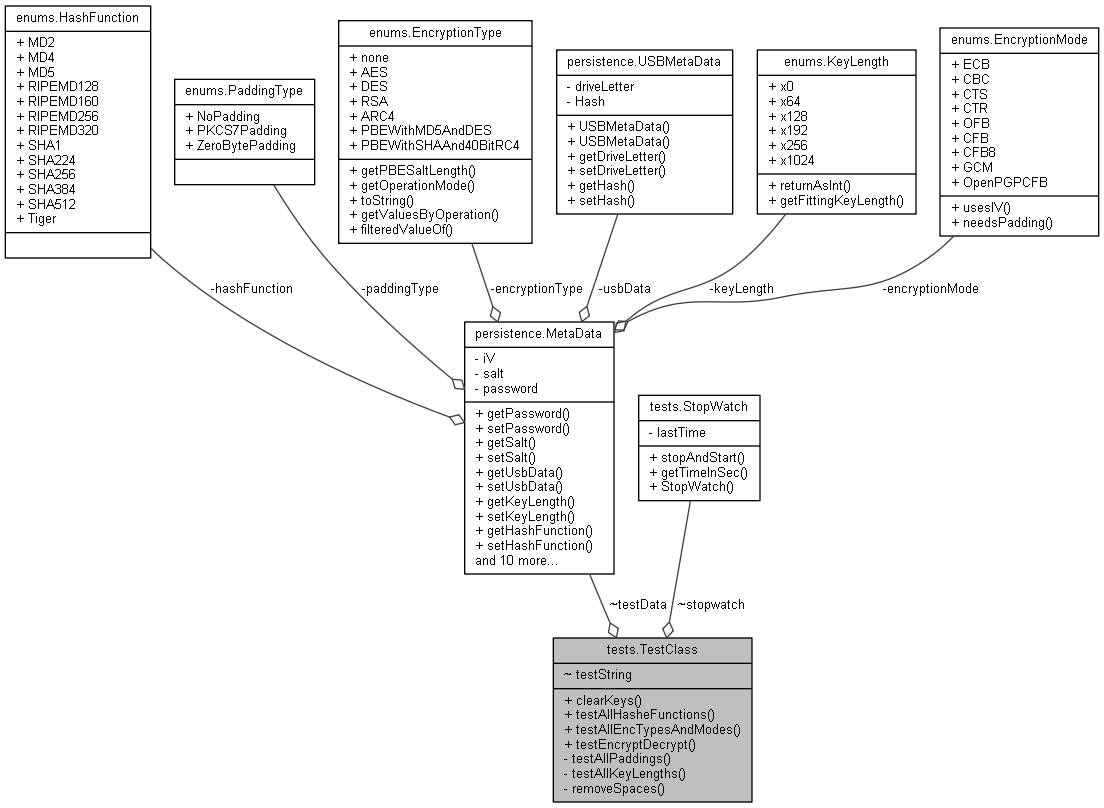 enums.HashFunction
+ MD2
+ MD4
+ MD5
+ RIPEMD128
+ RIPEMD160
+ RIPEMD256
+ RIPEMD320
+ SHA1
+ SHA224
+ SHA256
+ SHA384
+ SHA512
+ Tiger
enums.PaddingType
+ NoPadding
+ PKCS7Padding
+ ZeroBytePadding
enums.EncryptionType
+ none
+ AES
+ DES
+ RSA
+ ARC4
+ PBEWithMD5AndDES
+ PBEWithSHAAnd40BitRC4
+ getPBESaltLength()
+ getOperationMode()
+ toString()
+ getValuesByOperation()
+ filteredValueOf()
persistence.USBMetaData
- driveLetter
- Hash
+ USBMetaData()
+ USBMetaData()
+ getDriveLetter()
+ setDriveLetter()
+ getHash()
+ setHash()
enums.KeyLength
+ x0
+ x64
+ x128
+ x192
+ x256
+ x1024
+ returnAsInt()
+ getFittingKeyLength()
enums.EncryptionMode
+ ECB
+ CBC
+ CTS
+ CTR
+ OFB
+ CFB
+ CFB8
+ GCM
+ OpenPGPCFB
+ usesIV()
+ needsPadding()
-hashFunction
-paddingType
-encryptionType
-usbData
-keyLength
-encryptionMode
persistence.MetaData
- iV
- salt
- password
+ getPassword()
+ setPassword()
+ getSalt()
+ setSalt()
+ getUsbData()
+ setUsbData()
+ getKeyLength()
+ setKeyLength()
+ getHashFunction()
+ setHashFunction()
and 10 more...
tests.StopWatch
- lastTime
+ stopAndStart()
+ getTimeInSec()
+ StopWatch()
~testData
~stopwatch
tests.TestClass
~ testString
+ clearKeys()
+ testAllHasheFunctions()
+ testAllEncTypesAndModes()
+ testEncryptDecrypt()
- testAllPaddings()
- testAllKeyLengths()
- removeSpaces()